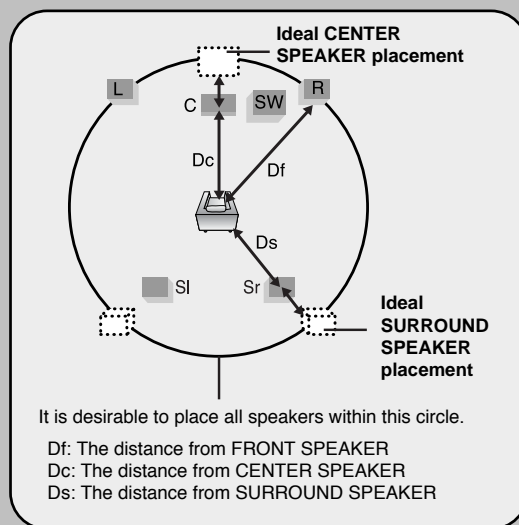 Ideal CENTER
SPEAKER placement
L
R
C
SW
Dc
Df
Ds
Sl
Sr
Ideal
SURROUND
SPEAKER
placement
It is desirable to place all speakers within this circle.
Df: The distance from FRONT SPEAKER
Dc: The distance from CENTER SPEAKER
Ds: The distance from SURROUND SPEAKER